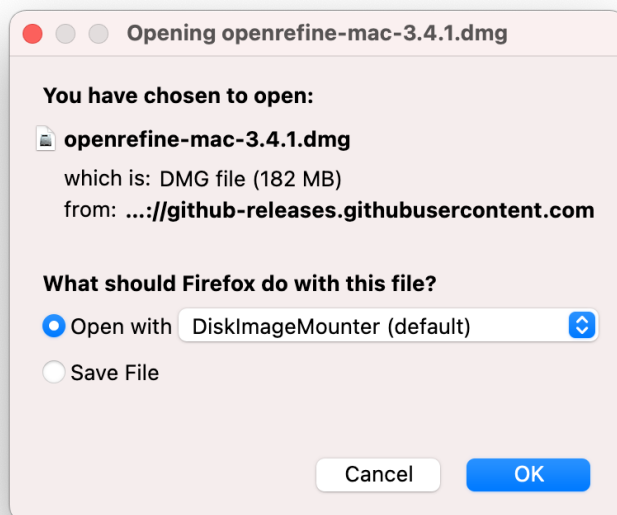 Opening openrefine-mac-3.4.1.dmg
You have chosen to open:
openrefine-mac-3.4.1.dmg
which is: DMG file (182 MB)
from: ...://github-releases.githubusercontent.com
What should Firefox do with this file?
Open with DiskImageMounter (default)
Save File
Cancel OK